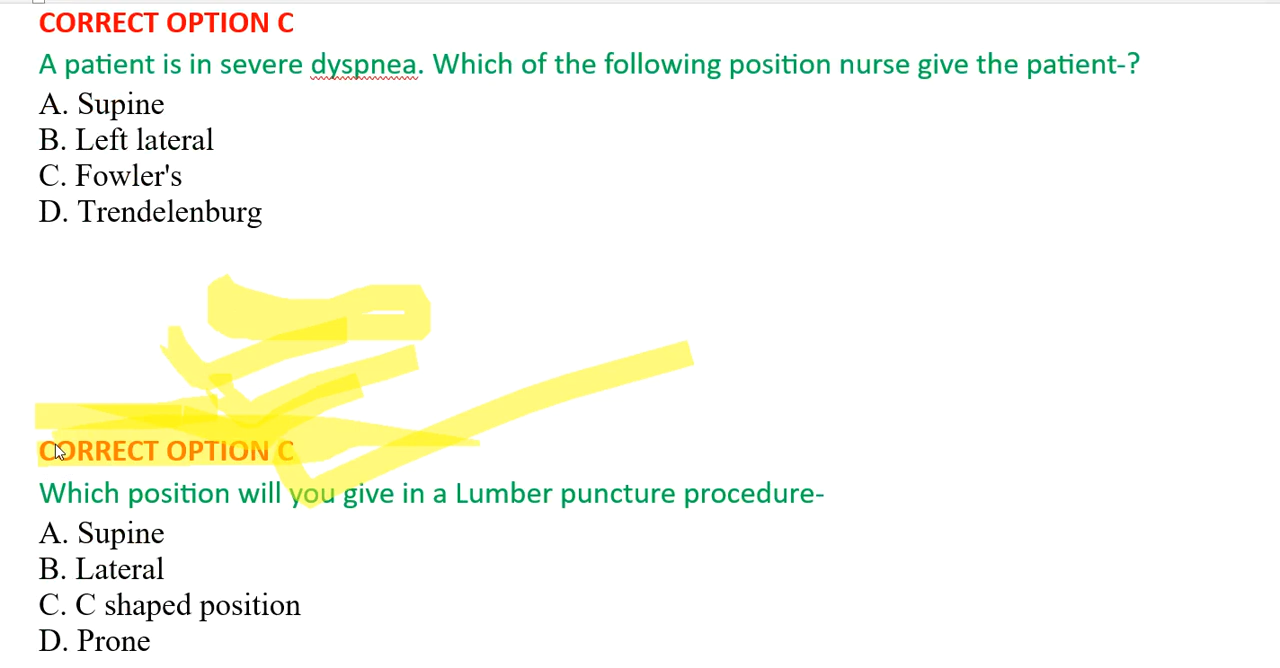 CORRECT OPTION C
A patient is in severe dyspnea. Which of the following position nurse give the patient-?
A. Supine
B. Left lateral
C. Fowler's
D. Trendelenburg
CORRECT OPTION C
Which position will you give in a Lumber puncture procedure-
A. Supine
B. Lateral
C. C shaped position
D. Prone